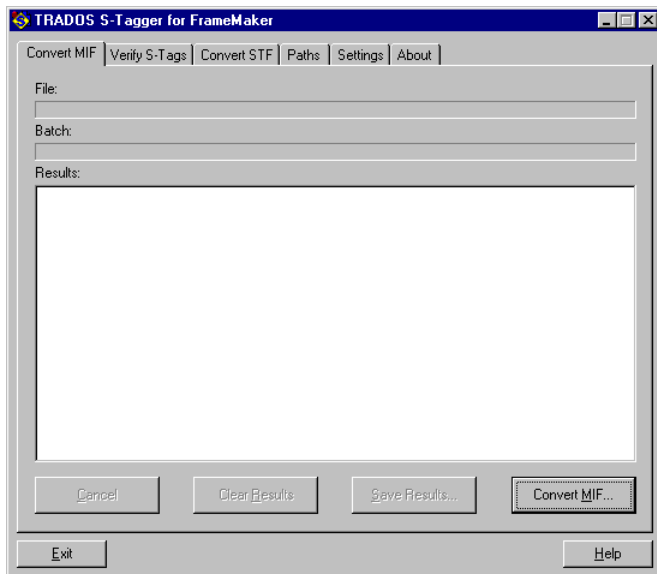 TRADOS S-Tagger for FrameMaker
Convert MIF Verify S-Tags Convert STF Paths Settings About
File:
Batch:
Results:
Cancel Clear Results Save Results... Convert MIF...
Exit Help